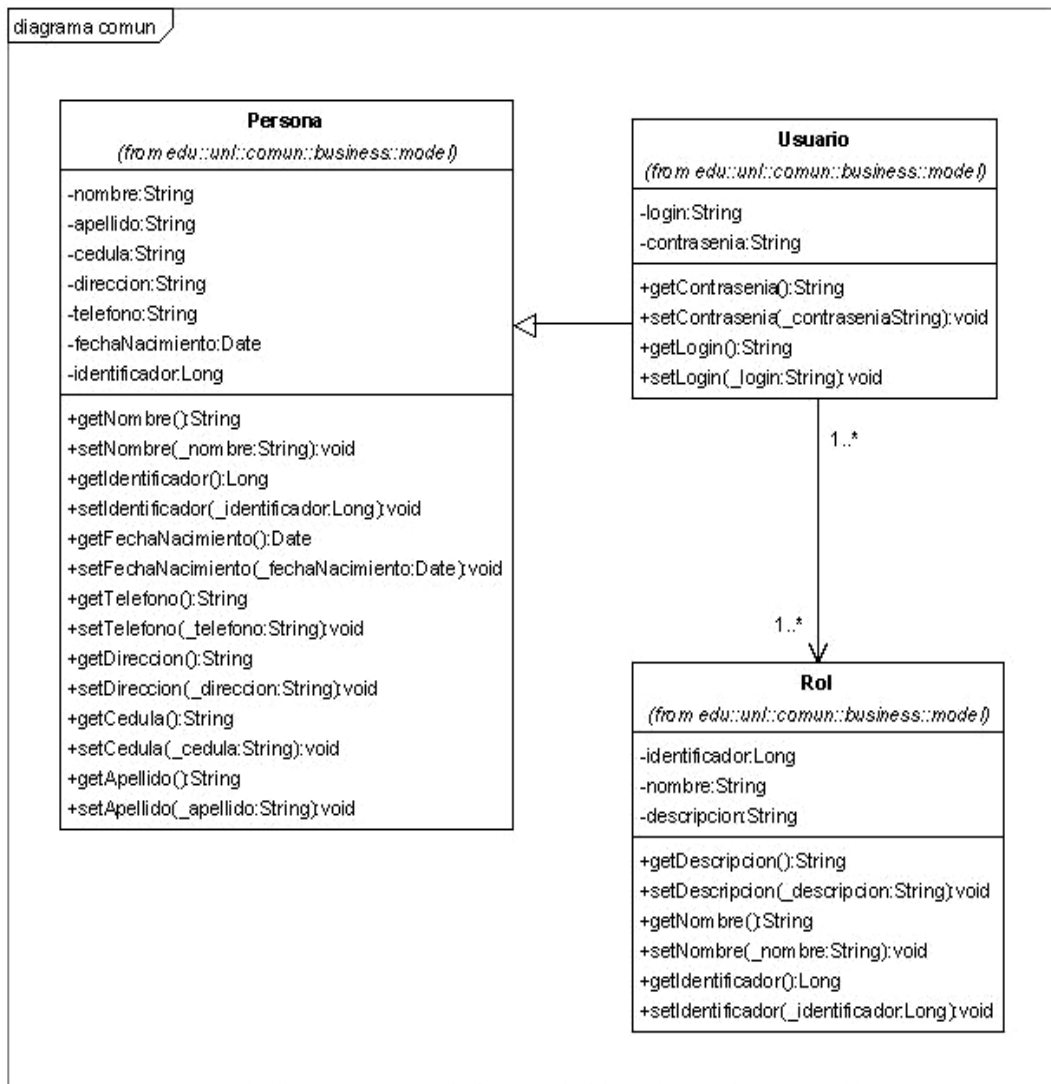 diagrama comun
Persona
(from edu::unl::comun::business::model)
-nombre:String
-apellido:String
-cedula:String
-direccion:String
-telefono:String
-fechaNacimiento:Date
-identificador:Long
+getNombre():String
+setNombre(_nombre:String):void
+getIdentificador():Long
+setIdentificador(_identificador:Long):void
+getFechaNacimiento():Date
+setFechaNacimiento(_fechaNacimiento:Date):void
+getTelefono():String
+setTelefono(_telefono:String):void
+getDireccion():String
+setDireccion(_direccion:String):void
+getCedula():String
+setCedula(_cedula:String):void
+getApellido():String
+setApellido(_apellido:String):void
Usuario
(from edu::unl::comun::business::model)
-login:String
-contrasenia:String
+getContrasenia():String
+setContrasenia(_contraseniaString):void
+getLogin():String
+setLogin(_login:String):void
1..*
1..*
Rol
(from edu::unl::comun::business::model)
-identificador:Long
-nombre:String
-descripcion:String
+getDescripcion():String
+setDescripcion(_descripcion:String):void
+getNombre():String
+setNombre(_nombre:String):void
+getIdentificador():Long
+setIdentificador(_identificador:Long):void